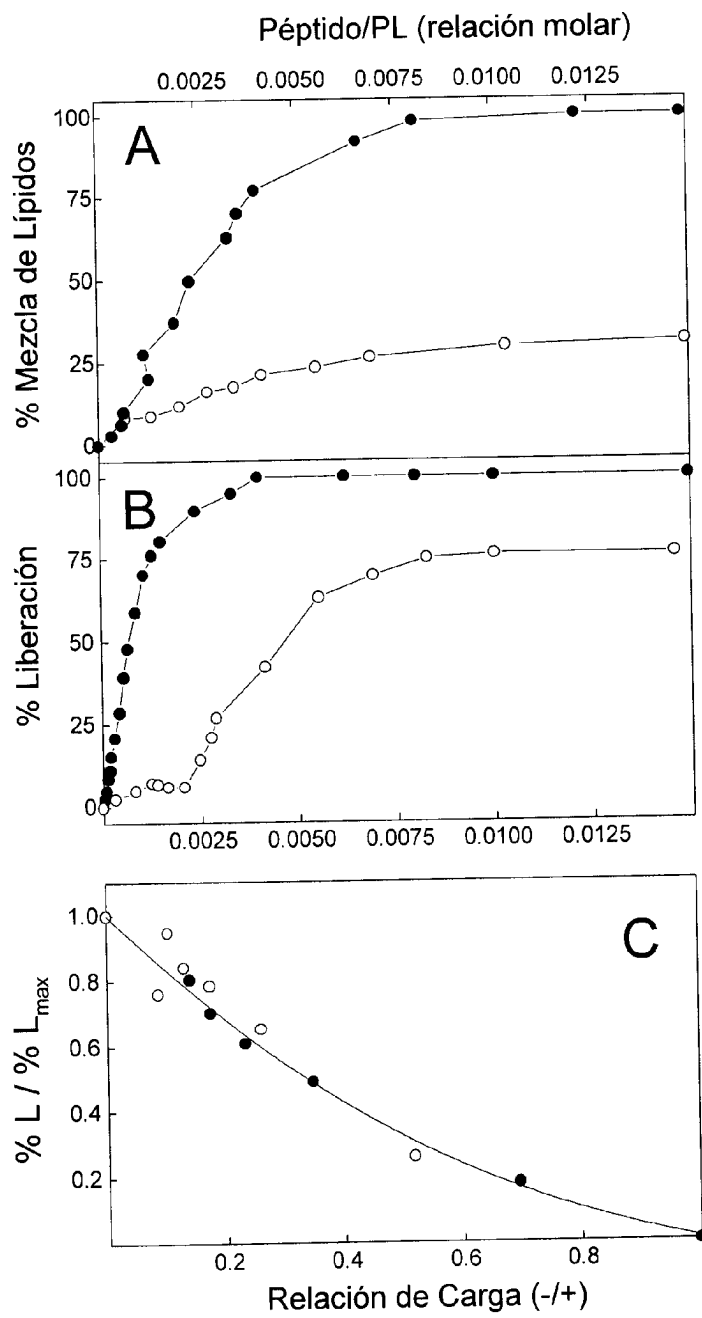 Péptido/PL (relación molar)
0.0025 0.0050 0.0075 0.0100 0.0125
A
% Mezcla de Lípidos
100
75
50
25
0
B
% Liberación
100
75
50
25
0
0.0025 0.0050 0.0075 0.0100 0.0125
C
% L / % Lmax
1.0
0.8
0.6
0.4
0.2
0.2 0.4 0.6 0.8
Relación de Carga (-/+)